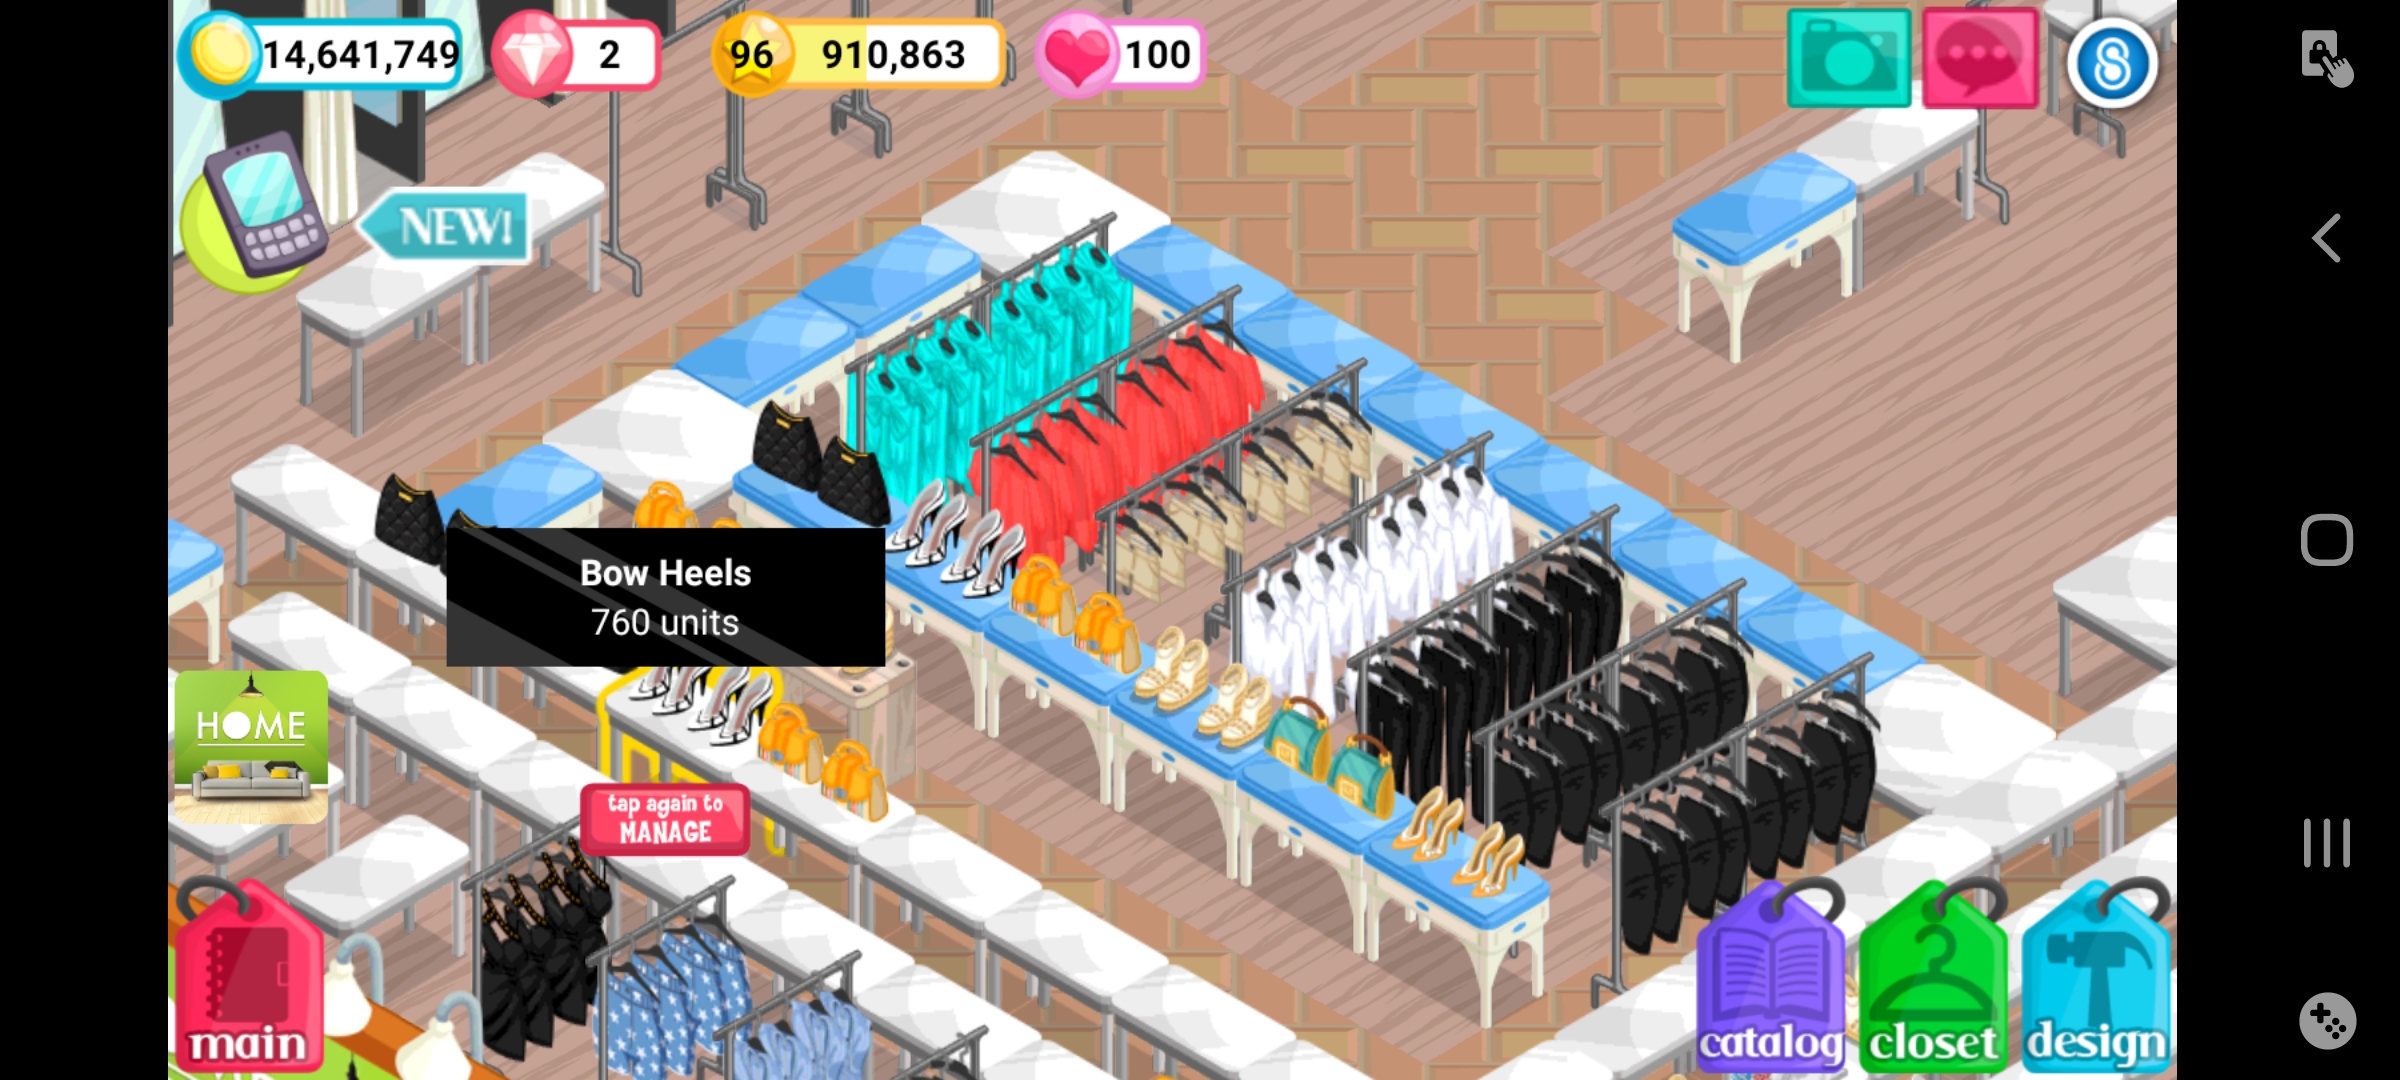 14,641,749
2
96
910,863
100
NEW!
Bow Heels
760 units
HOME
tap again to
MANAGE
main
catalog
closet
design